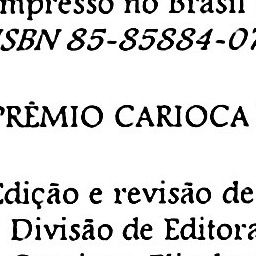 mpresso no Brasil
ISBN 85-85884-07
PRÊMIO CARIOCA
Edição e revisão de
Divisão de Editora